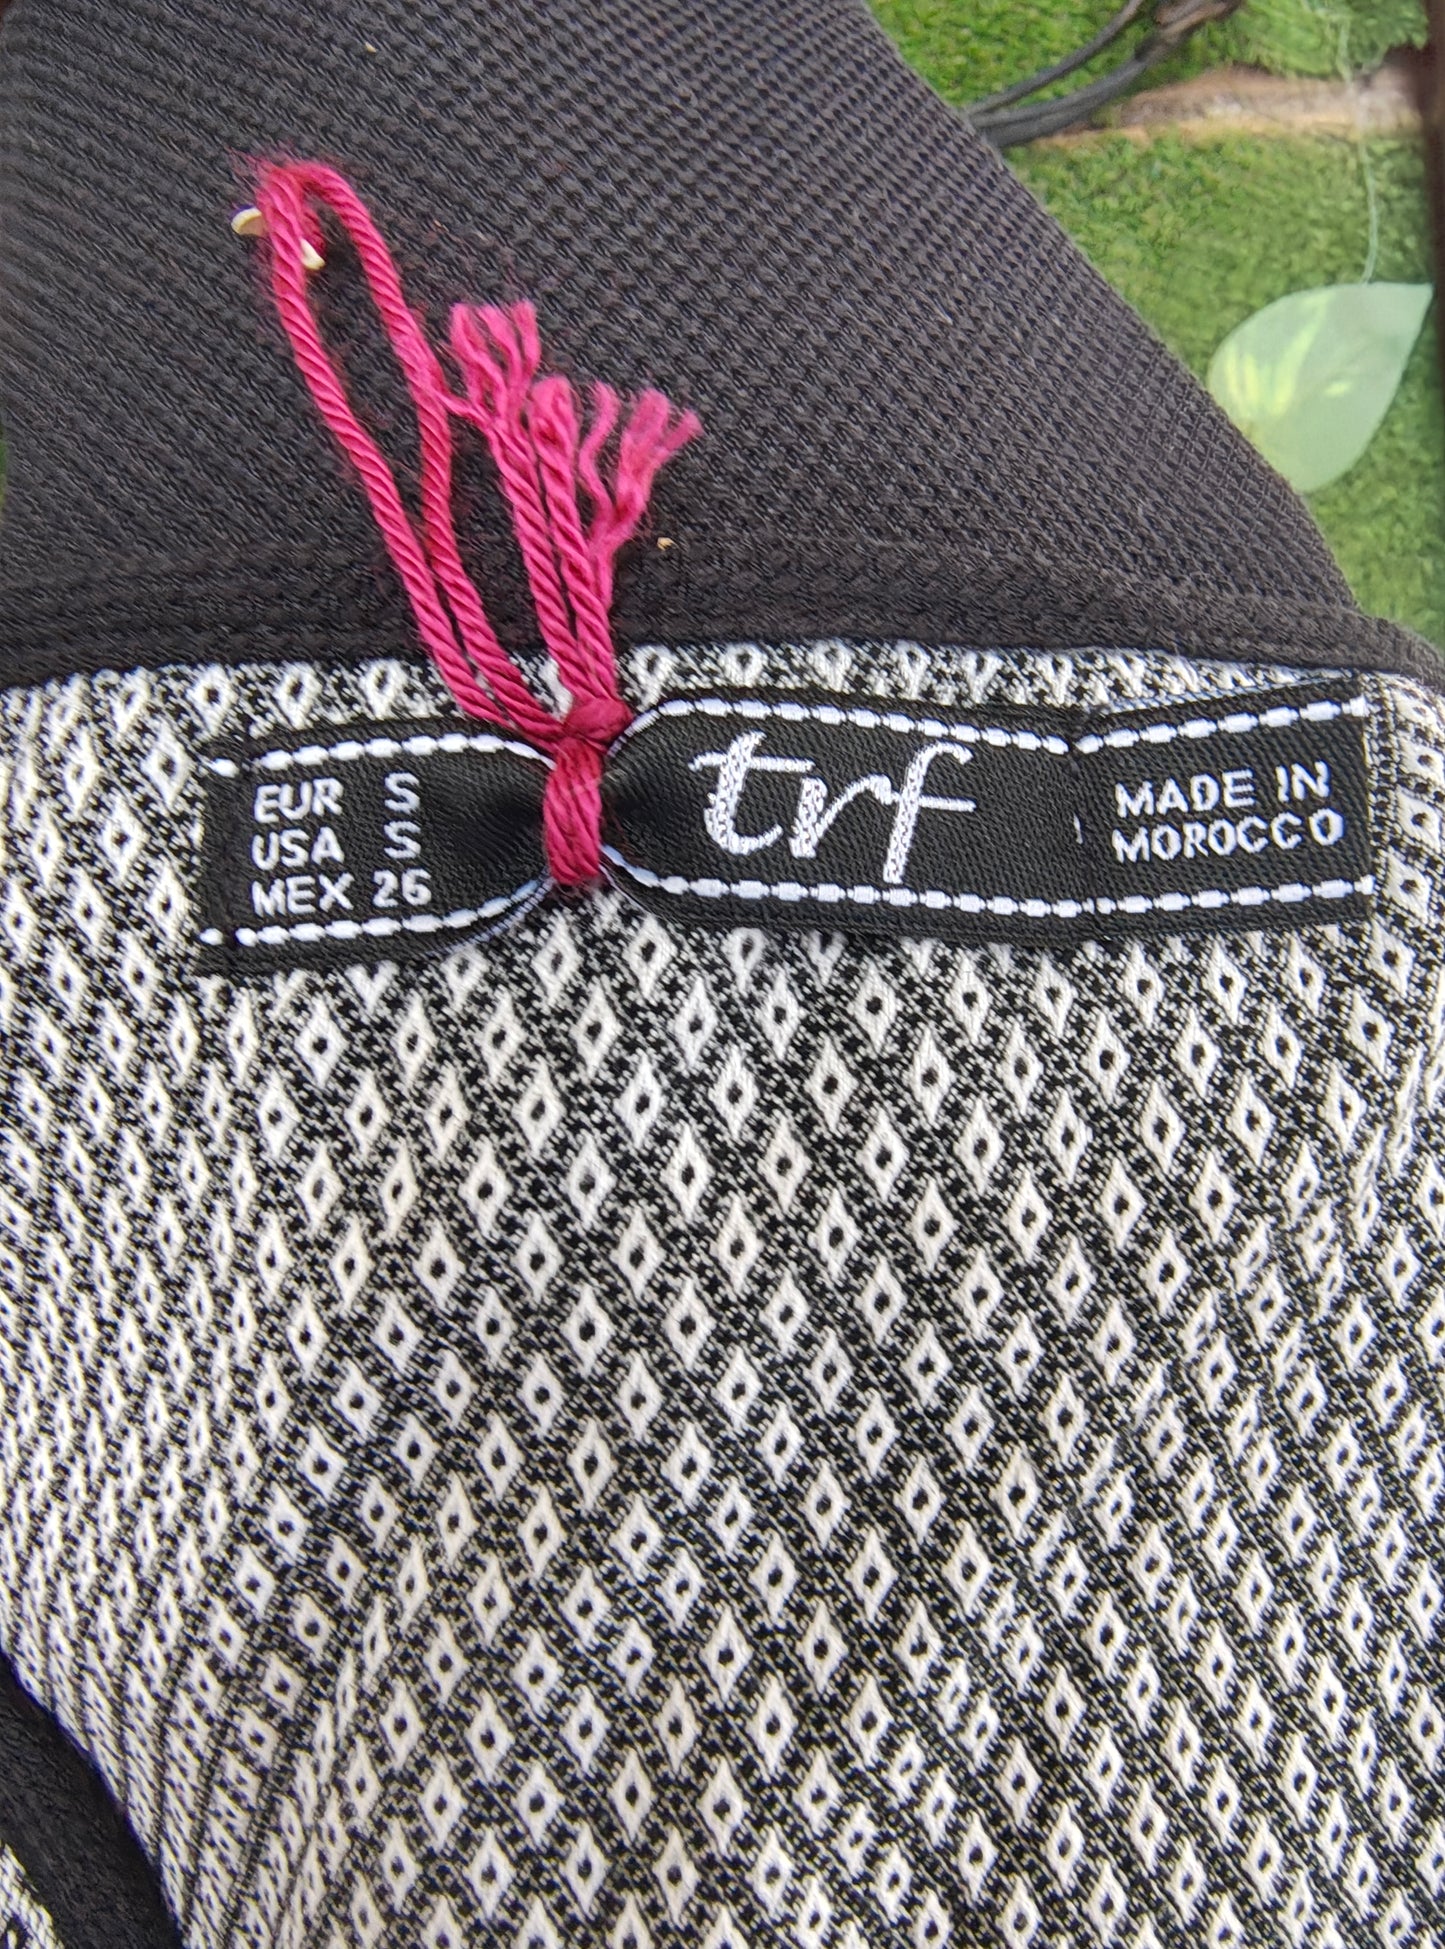 EUR S
USA S
MEX 26
trf
MADE IN
MOROCCO